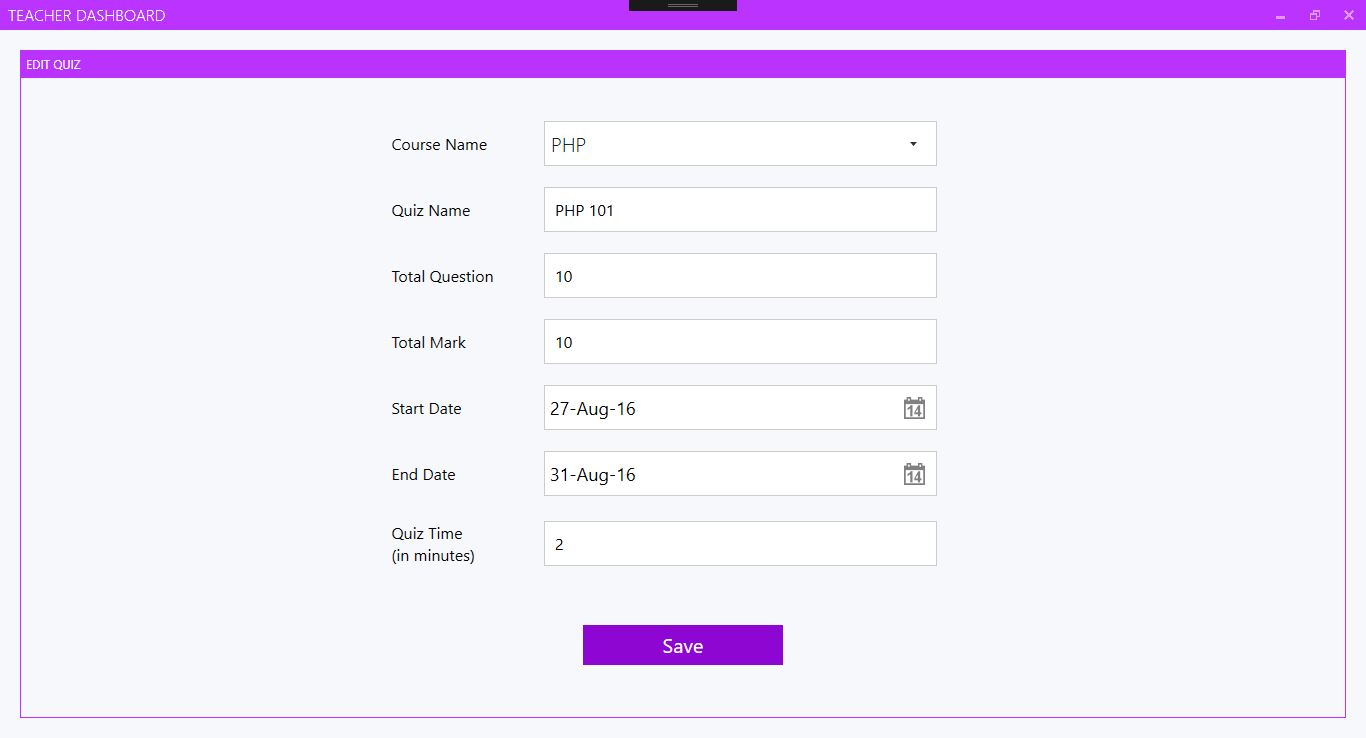 TEACHER DASHBOARD
EDIT QUIZ
Course Name
PHP
Quiz Name
PHP 101
Total Question
10
Total Mark
10
Start Date
27-Aug-16
14
End Date
31-Aug-16
14
Quiz Time
(in minutes)
2
Save